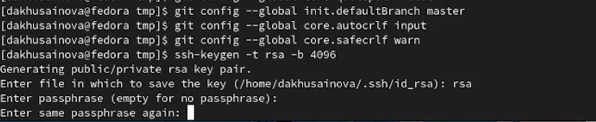 [dakhusainova@fedora tmp]$ git config --global init.defaultBranch master
[dakhusainova@fedora tmp]$ git config --global core.autocrlf input
[dakhusainova@fedora tmp]$ git config --global core.safecrlf warn
[dakhusainova@fedora tmp]$ ssh-keygen -t rsa -b 4096
Generating public/private rsa key pair.
Enter file in which to save the key (/home/dakhusainova/.ssh/id_rsa): rsa
Enter passphrase (empty for no passphrase):
Enter same passphrase again: